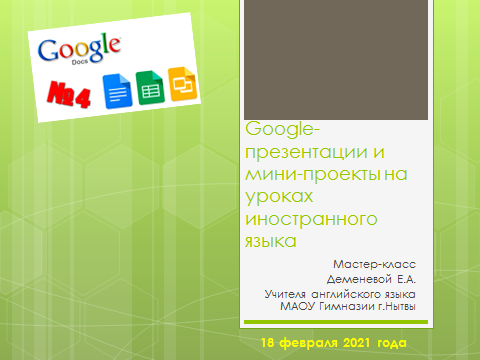 Google
Docs
№4
Google-
презентации и
мини-проекты на
уроках
иностранного
языка
Мастер-класс
Деменевой Е.А.
Учителя английского языка
МАОУ Гимназии г.Нытвы
18 февраля 2021 года